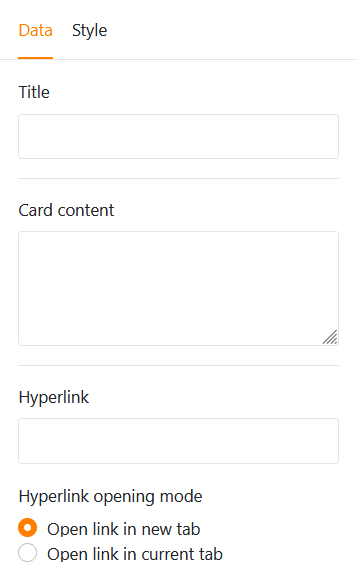 Data Style
Title
Card content
Hyperlink
Hyperlink opening mode
Open link in new tab
Open link in current tab